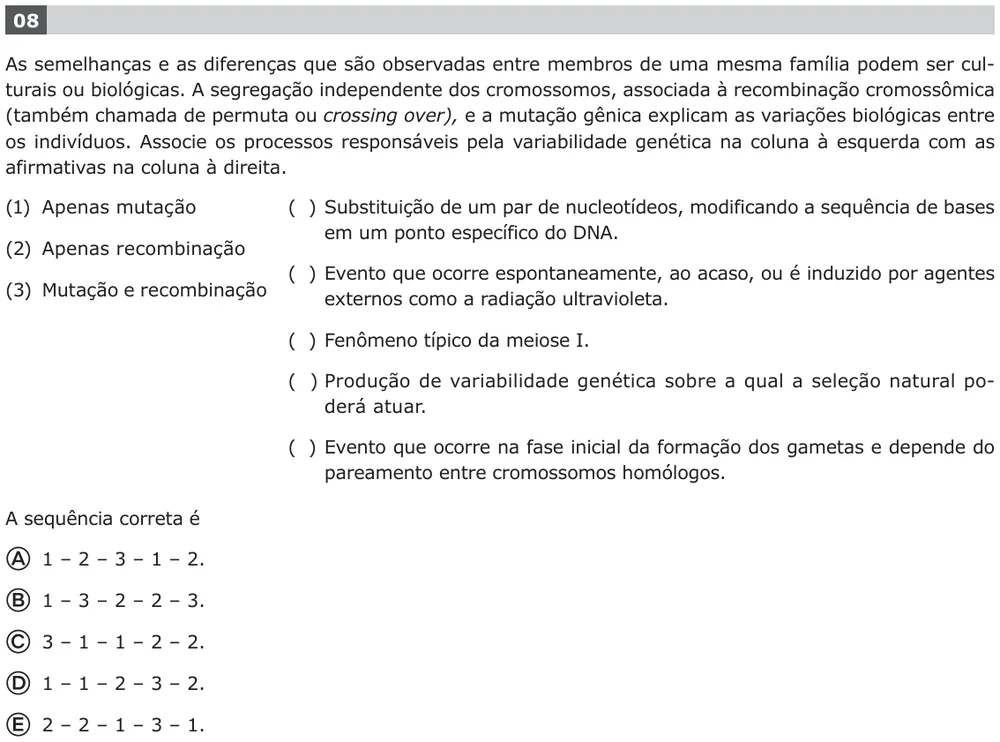 08
As semelhanças e as diferenças que são observadas entre membros de uma mesma família podem ser cul-
turais ou biológicas. A segregação independente dos cromossomos, associada à recombinação cromossômica
(também chamada de permuta ou crossing over), e a mutação gênica explicam as variações biológicas entre
os indivíduos. Associe os processos responsáveis pela variabilidade genética na coluna à esquerda com as
afirmativas na coluna à direita.
(1) Apenas mutação
(2) Apenas recombinação
(3) Mutação e recombinação
( ) Substituição de um par de nucleotídeos, modificando a sequência de bases
em um ponto específico do DNA.
( ) Evento que ocorre espontaneamente, ao acaso, ou é induzido por agentes
externos como a radiação ultravioleta.
( ) Fenômeno típico da meiose I.
( ) Produção de variabilidade genética sobre a qual a seleção natural po-
derá atuar.
( ) Evento que ocorre na fase inicial da formação dos gametas e depende do
pareamento entre cromossomos homólogos.
A sequência correta é
A 1 – 2 – 3 – 1 – 2.
B 1 – 3 – 2 – 2 – 3.
C 3 – 1 – 1 – 2 – 2.
D 1 – 1 – 2 – 3 – 2.
E 2 – 2 – 1 – 3 – 1.